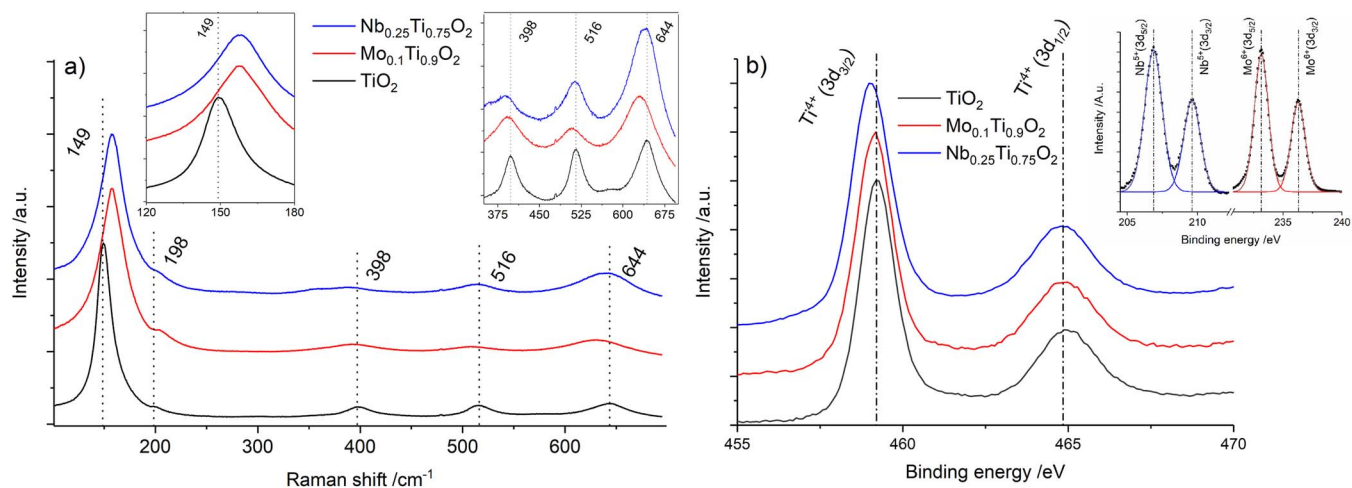 a)
Nb0.25Ti0.75O2
Mo0.1Ti0.9O2
TiO2
149
120 150 180
398
516
644
375 450 525 600 675
149
198
398
516
644
Intensity /a.u.
200 300 400 500 600
Raman shift /cm-1
b)
Ti4+ (3d3/2)
Ti4+ (3d1/2)
TiO2
Mo0.1Ti0.9O2
Nb0.25Ti0.75O2
Nb5+(3d5/2)
Nb5+(3d3/2)
Mo6+(3d5/2)
Mo6+(3d3/2)
Intensity /A.u.
204 210 235 240
Binding energy /eV
Intensity /a.u.
455 460 465 470
Binding energy /eV